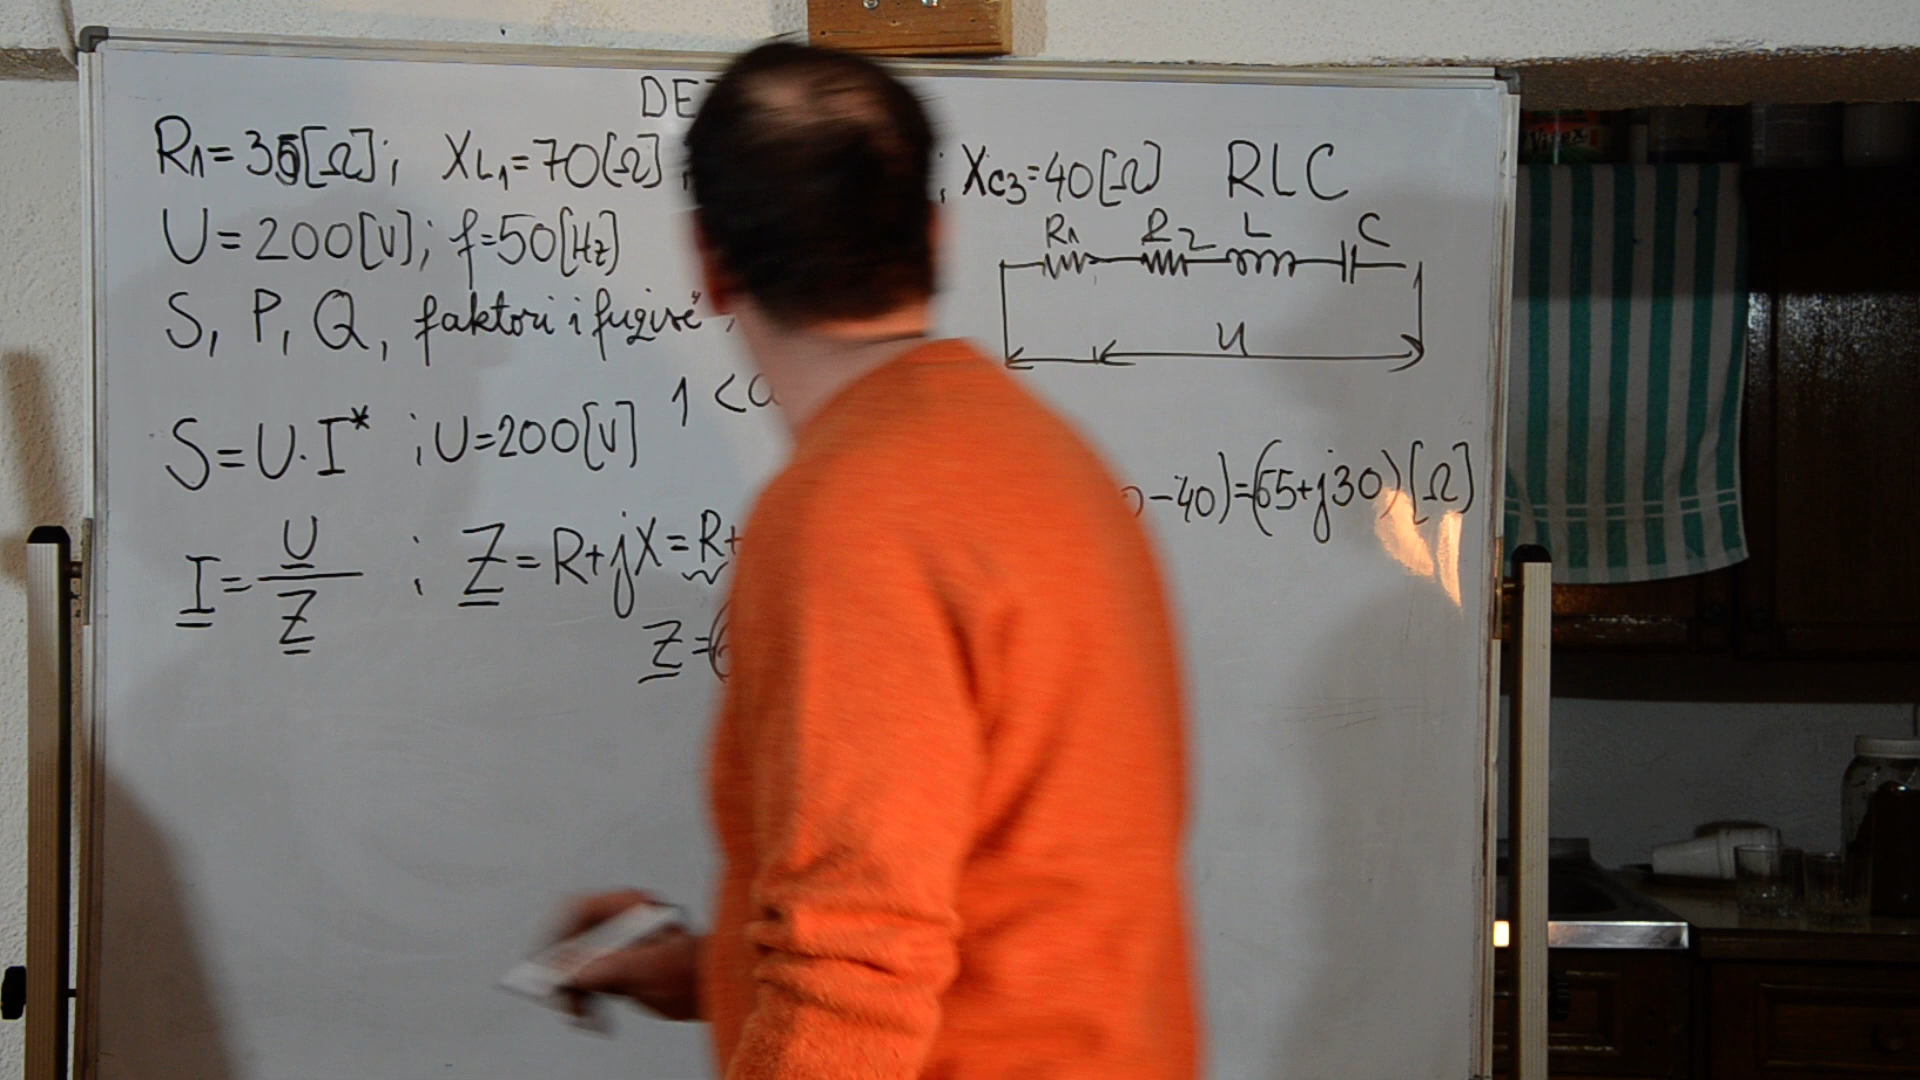 DE
R1=35[Ω]; XL1=70[Ω] ; XC3=40[Ω] RLC
U=200[V]; f=50[Hz]
R1 R2 L C
S, P, Q, faktori i fuqisë,
U
1 <
S=U·I* ; U=200[V]
-40)=(65+j30)[Ω]
I=U/Z ; Z=R+jX=R+
Z=(